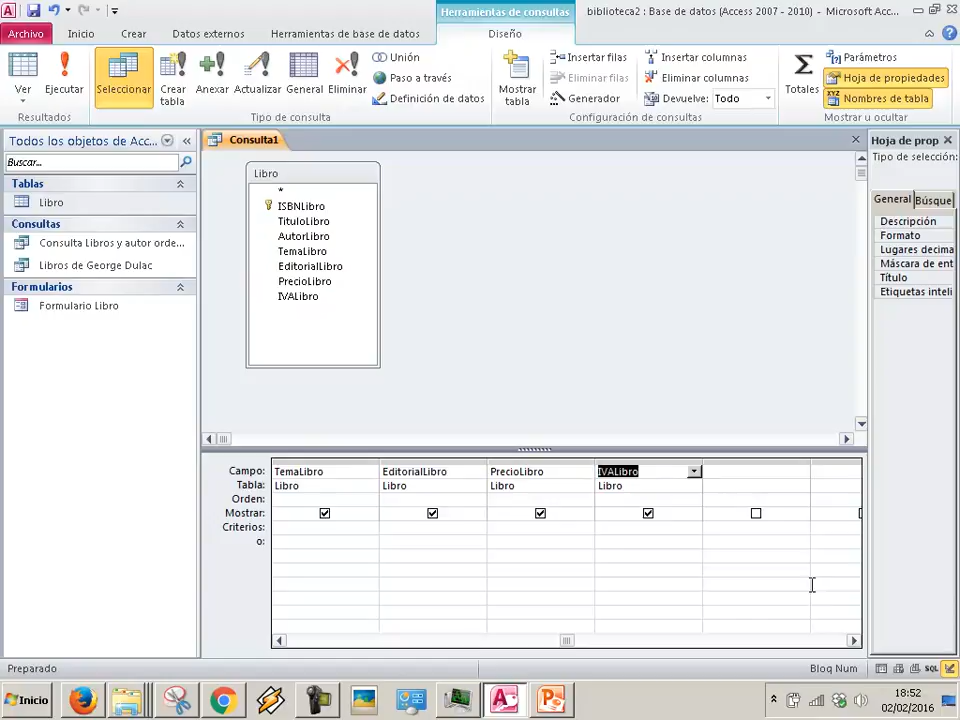 Herramientas de consultas
biblioteca2 : Base de datos (Access 2007 - 2010) - Microsoft Acc...
Archivo Inicio Crear Datos externos Herramientas de base de datos Diseño
Ver Ejecutar
Resultados
Seleccionar Crear tabla Anexar Actualizar General Eliminar
Unión
Paso a través
Definición de datos
Tipo de consulta
Mostrar tabla
Insertar filas
Eliminar filas
Generador
Insertar columnas
Eliminar columnas
Devuelve: Todo
Configuración de consultas
Totales
Parámetros
Hoja de propiedades
Nombres de tabla
Mostrar u ocultar
Todos los objetos de Acc...
Buscar...
Tablas
Libro
Consultas
Consulta Libros y autor orde...
Libros de George Dulac
Formularios
Formulario Libro
Consulta1
Libro
*
ISBNLibro
TituloLibro
AutorLibro
TemaLibro
EditorialLibro
PrecioLibro
IVALibro
Campo: TemaLibro EditorialLibro PrecioLibro IVALibro
Tabla: Libro Libro Libro Libro
Orden:
Mostrar:
Criterios:
o:
Hoja de prop
Tipo de selección:
General Búsque
Descripción
Formato
Lugares decima
Máscara de ent
Título
Etiquetas inteli
Preparado
Bloq Num
SQL
Inicio
18:52
02/02/2016